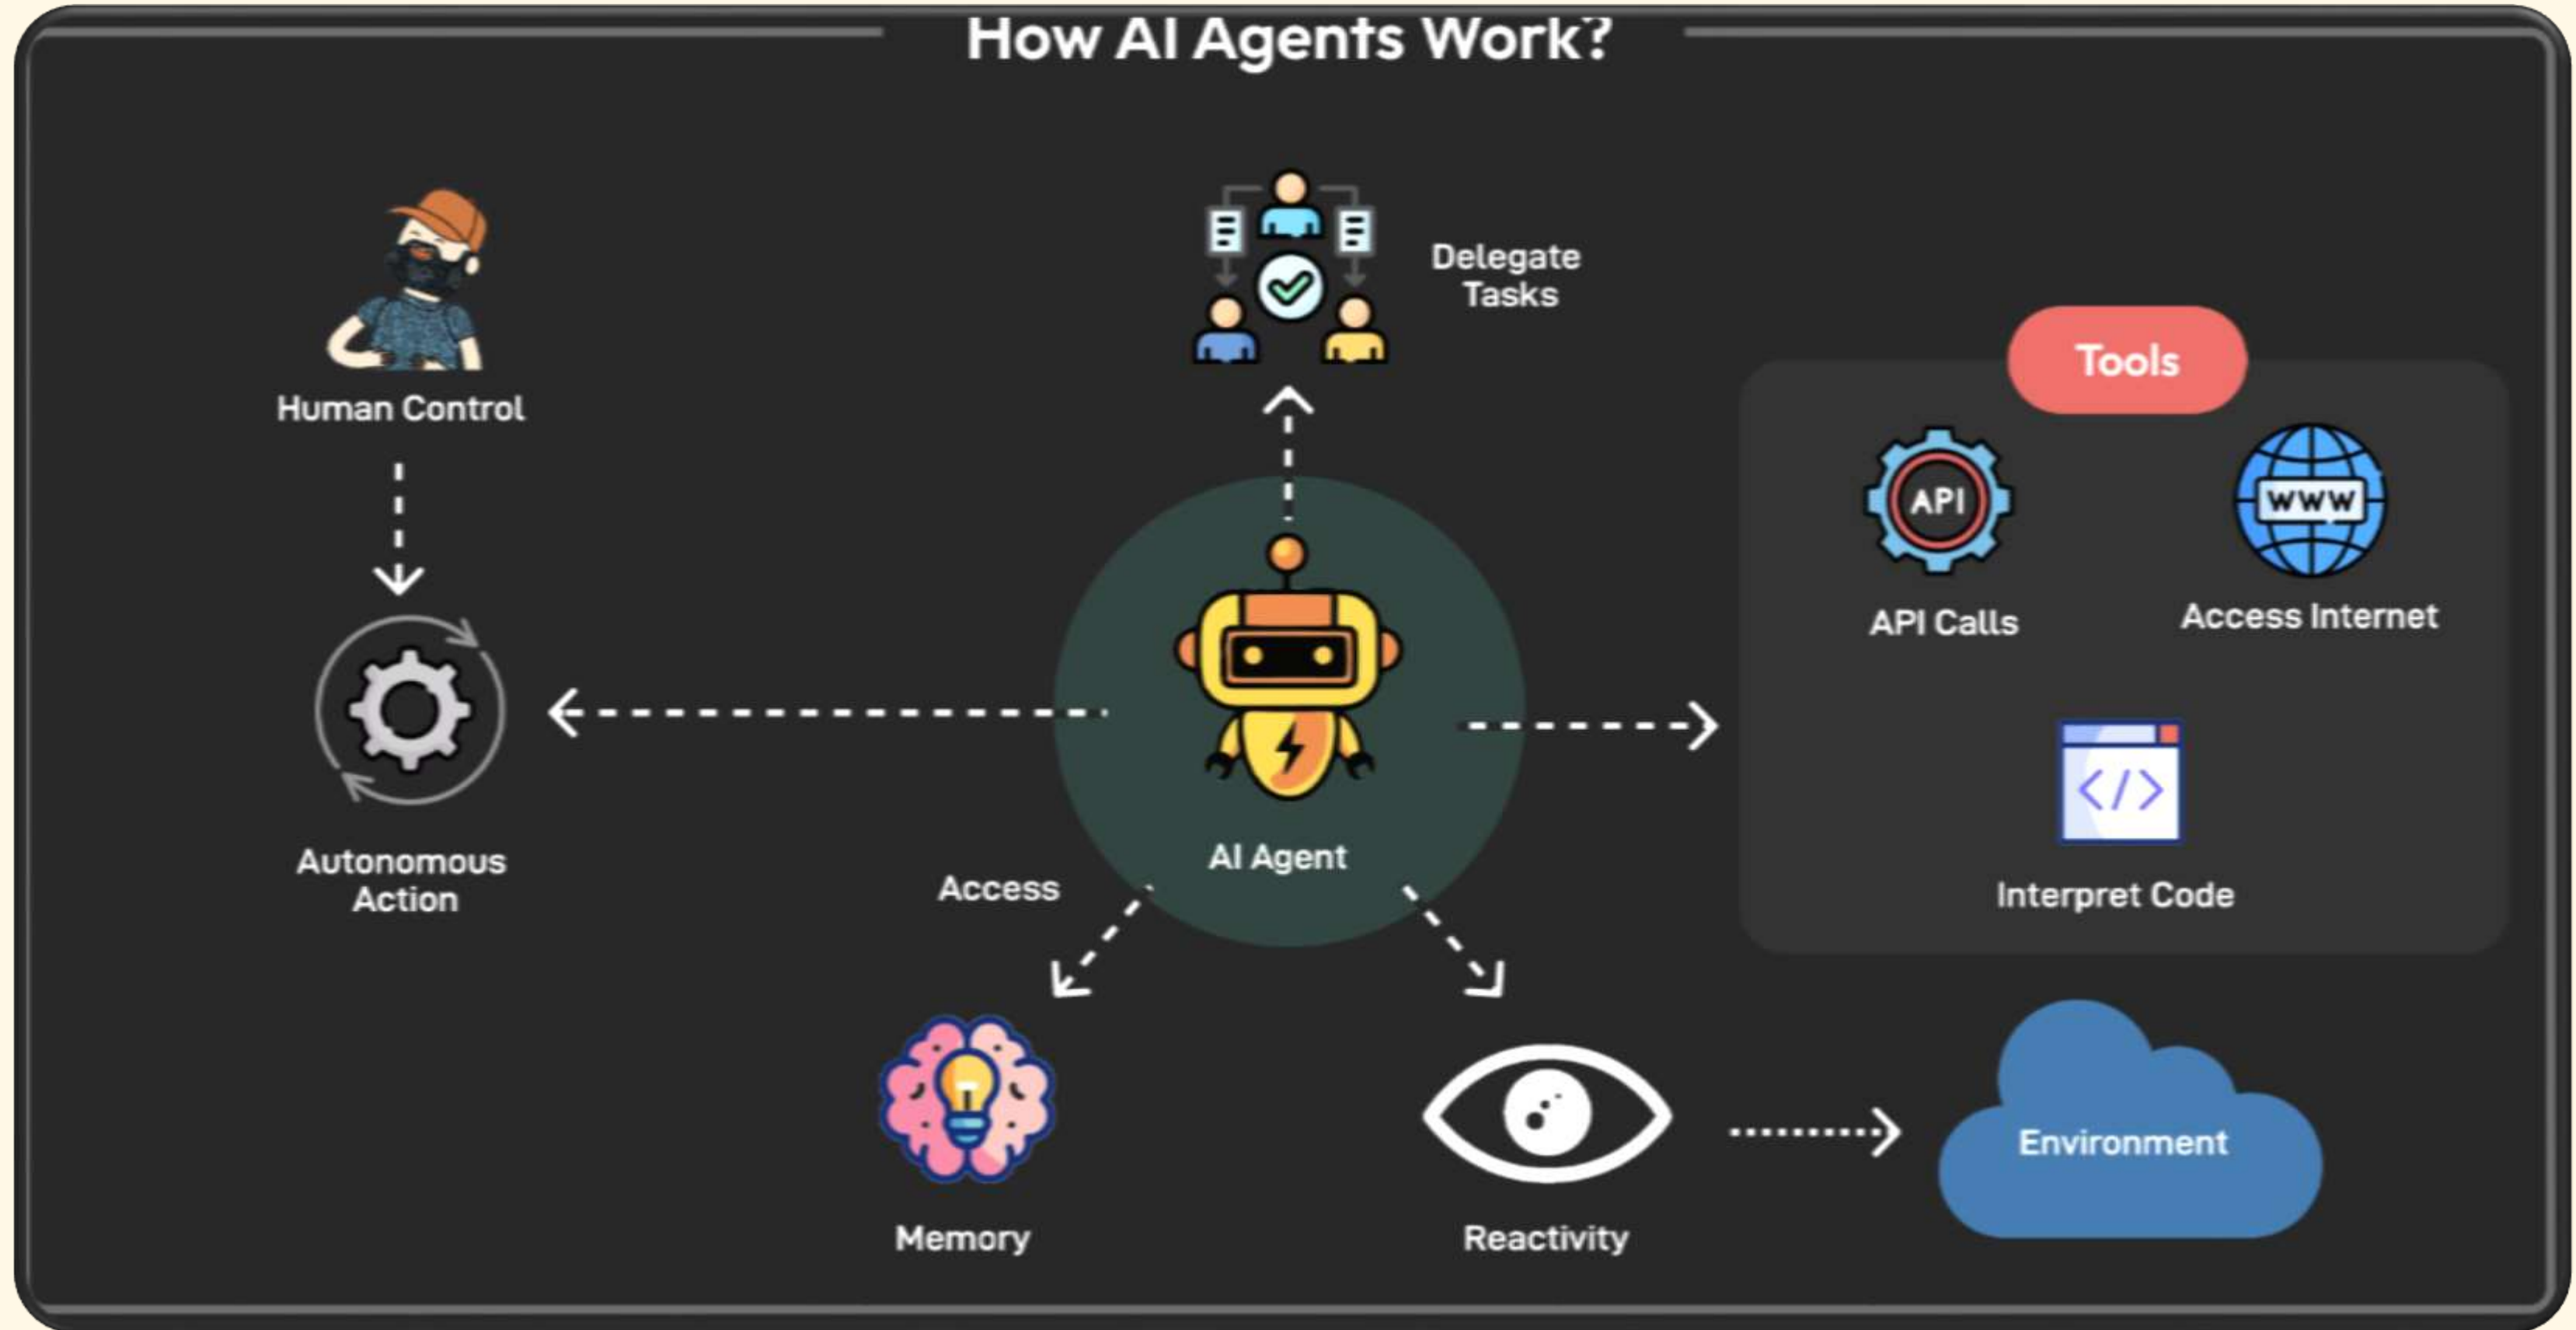 How AI Agents Work?
Delegate
Tasks
Human Control
Tools
API
WWW
API Calls
Access Internet
</>
AI Agent
Autonomous
Action
Access
Interpret Code
Environment
Memory
Reactivity